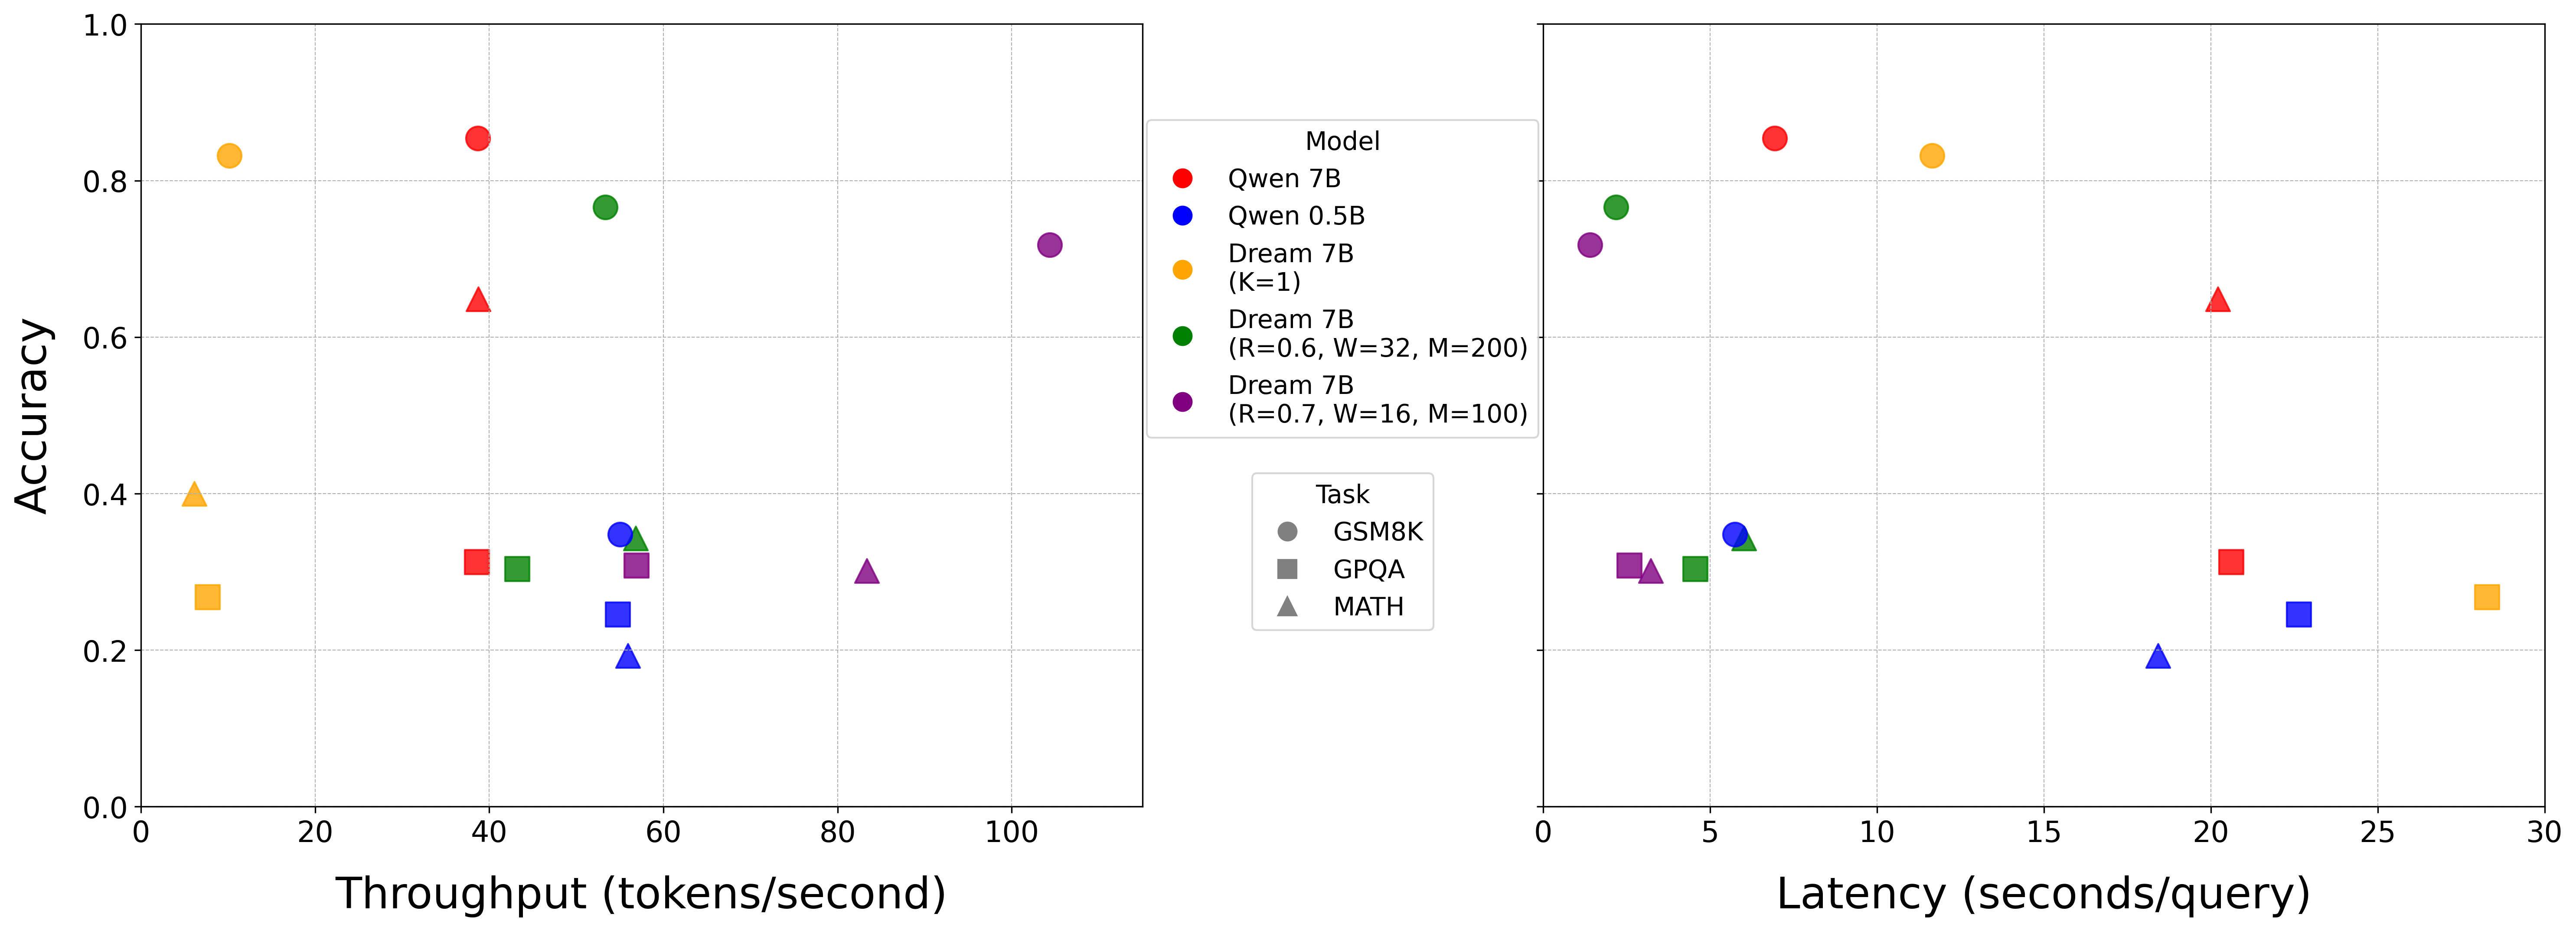 Accuracy
1.0
0.8
0.6
0.4
0.2
0.0
0 20 40 60 80 100
Throughput (tokens/second)
Model
Qwen 7B
Qwen 0.5B
Dream 7B
(K=1)
Dream 7B
(R=0.6, W=32, M=200)
Dream 7B
(R=0.7, W=16, M=100)
Task
GSM8K
GPQA
MATH
0 5 10 15 20 25 30
Latency (seconds/query)